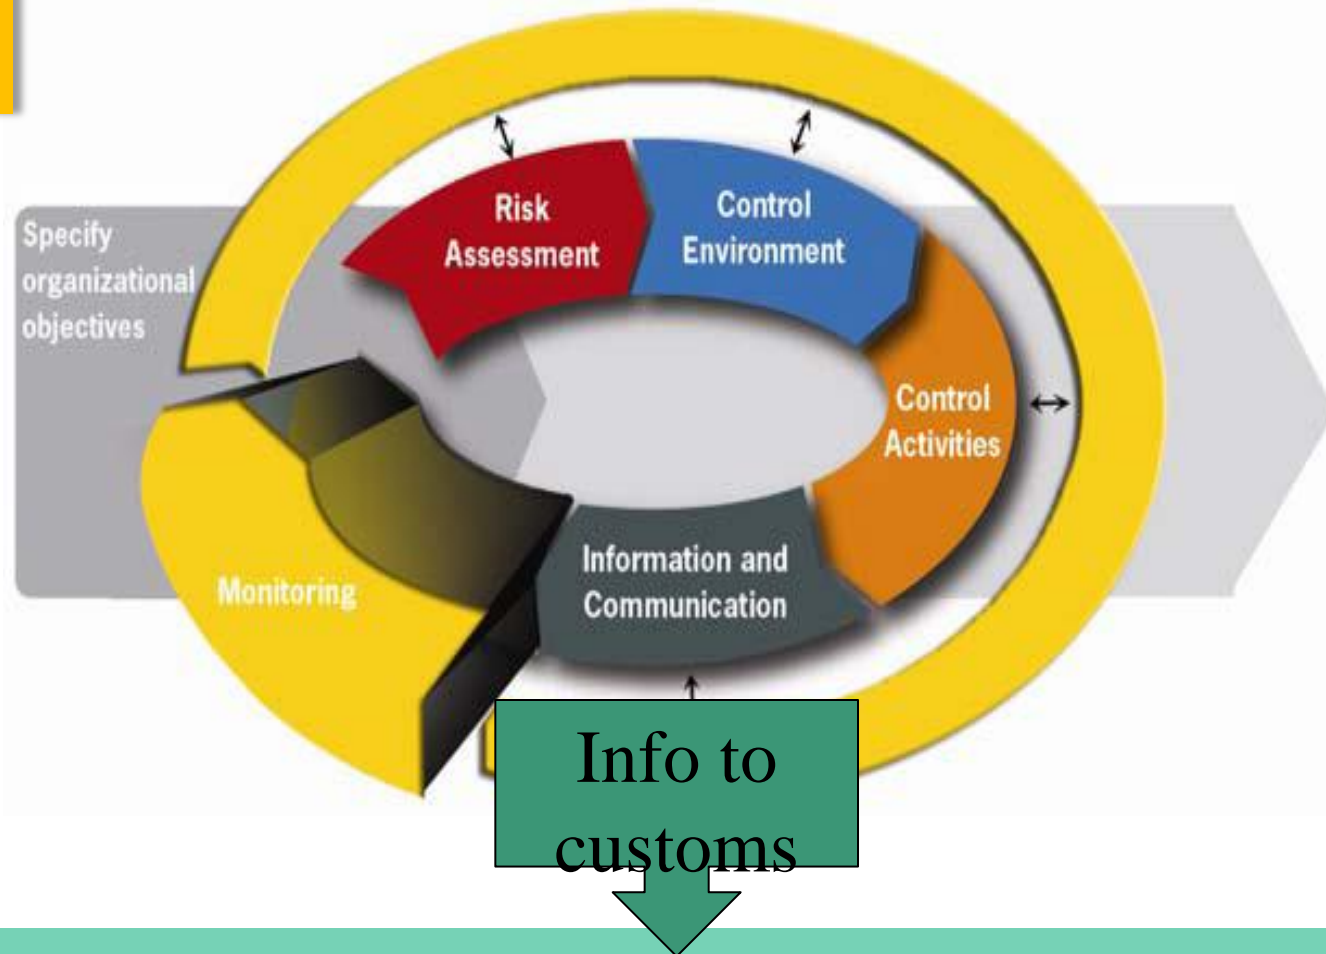 Specify
organizational
objectives
Risk
Assessment
Control
Environment
Control
Activities
Information and
Communication
Monitoring
Info to
customs